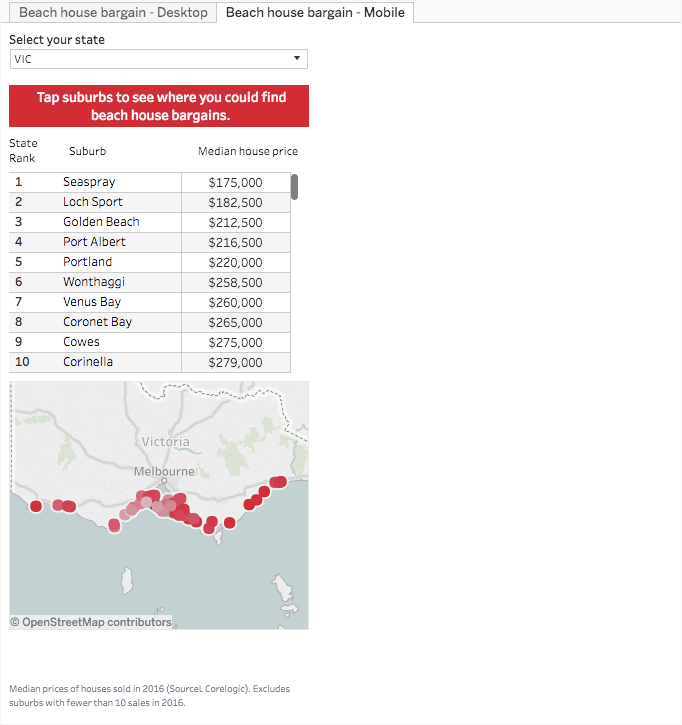 Beach house bargain - Desktop
Beach house bargain - Mobile
Select your state
VIC
Tap suburbs to see where you could find
beach house bargains.
State
Rank
Suburb
Median house price
1 Seaspray $175,000
2 Loch Sport $182,500
3 Golden Beach $212,500
4 Port Albert $216,500
5 Portland $220,000
6 Wonthaggi $258,500
7 Venus Bay $260,000
8 Coronet Bay $265,000
9 Cowes $275,000
10 Corinella $279,000
Victoria
Melbourne
© OpenStreetMap contributors
Median prices of houses sold in 2016 (SourceL Corelogic). Excludes
suburbs with fewer than 10 sales in 2016.